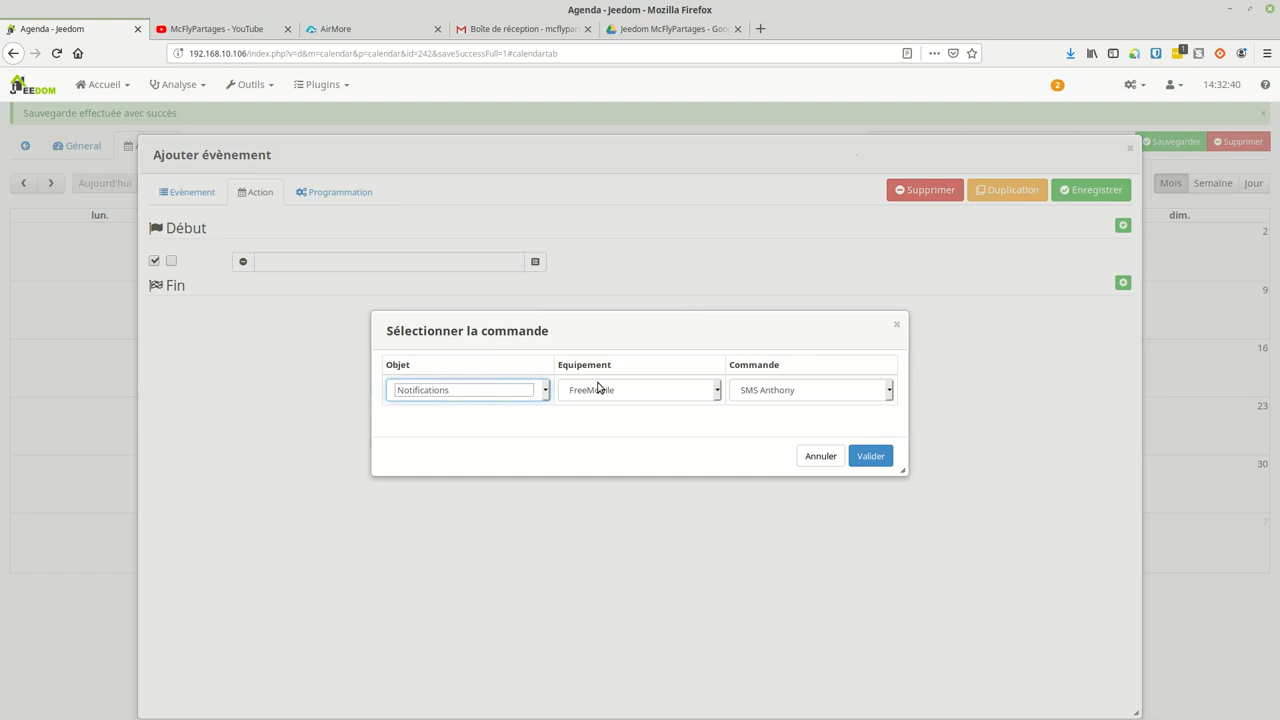 Agenda - Jeedom - Mozilla Firefox
Agenda - Jeedom
McFlyPartages - YouTube
AirMore
Boîte de réception - mcflypar
Jeedom McFlyPartages - Goo
192.168.10.106/index.php?v=d&m=calendar&p=calendar&id=242&saveSuccessFull=1#calendartab
1
JEEDOM
Accueil
Analyse
Outils
Plugins
2
14:32:40
Sauvegarde effectuée avec succès
Géneral
A
Sauvegarder
Supprimer
Aujourd'hui
Mois
Semaine
Jour
lun.
dim.
2
9
16
23
30
7
Ajouter évènement
Evènement
Action
Programmation
Supprimer
Duplication
Enregistrer
Début
Fin
Sélectionner la commande
Objet
Equipement
Commande
Notifications
FreeMobile
SMS Anthony
Annuler
Valider